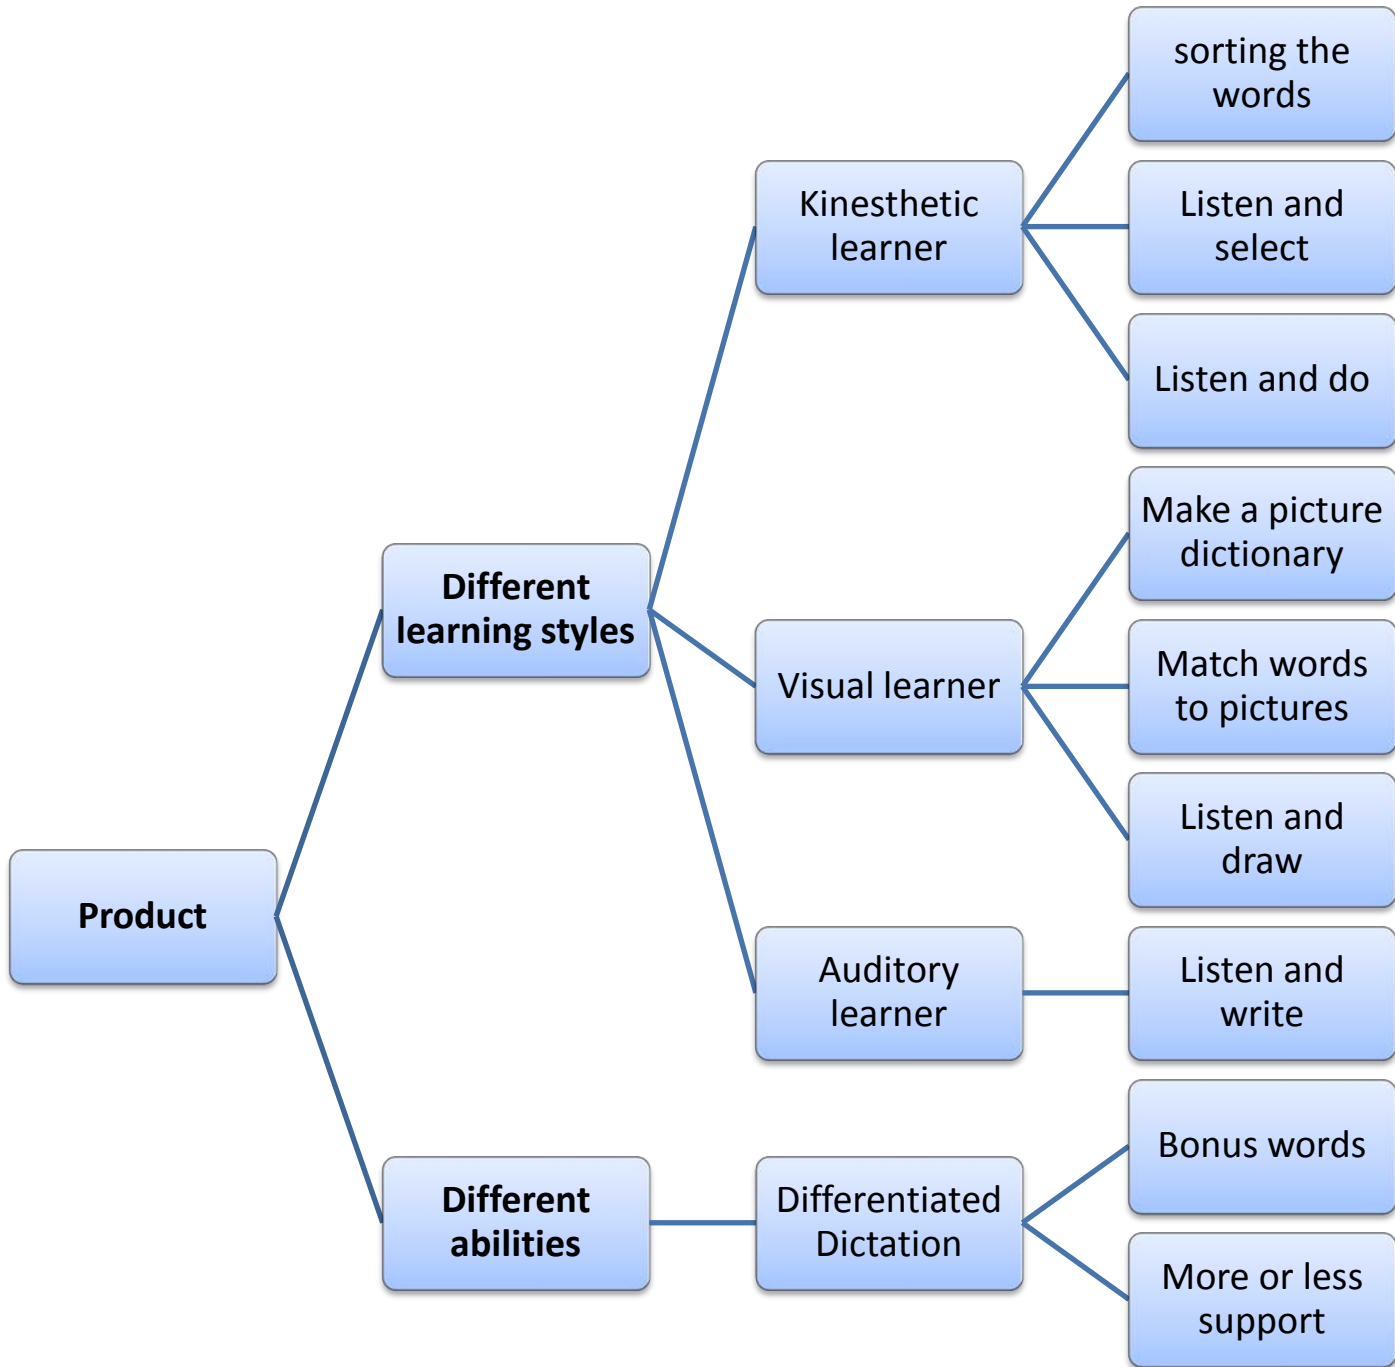 Product
Different
learning styles
Kinesthetic
learner
sorting the
words
Listen and
select
Listen and do
Visual learner
Make a picture
dictionary
Match words
to pictures
Listen and
draw
Auditory
learner
Listen and
write
Different
abilities
Differentiated
Dictation
Bonus words
More or less
support